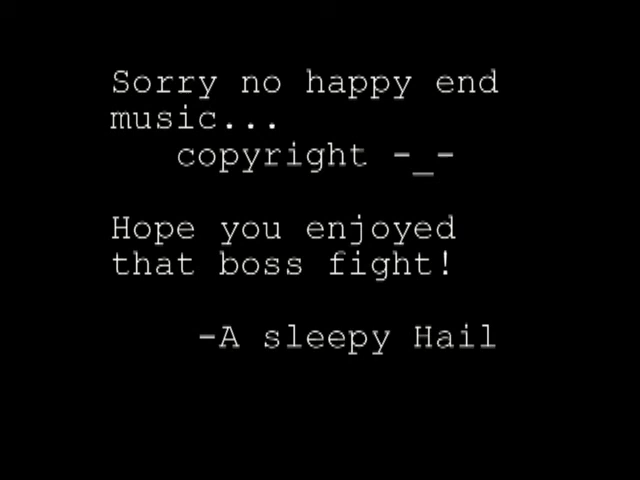 Sorry no happy end
music...
copyright -_-
Hope you enjoyed
that boss fight!
-A sleepy Hail